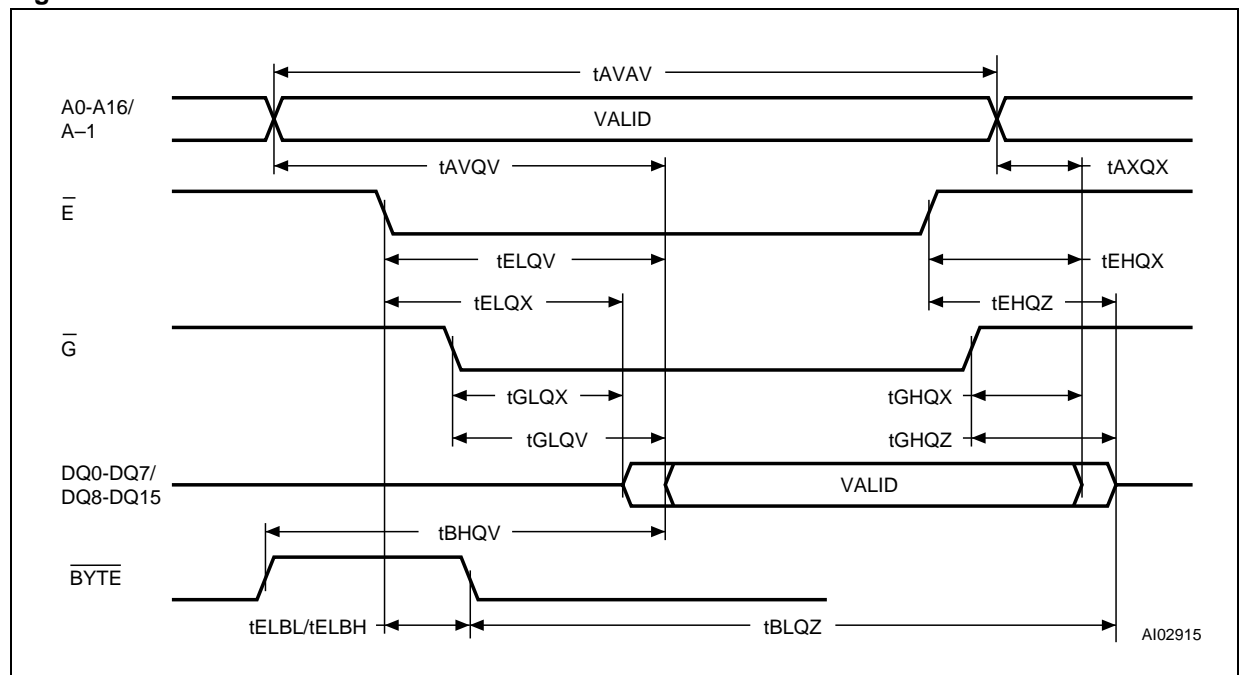 tAVAV
A0-A16/
A–1
VALID
tAVQV
tAXQX
E
tELQV
tEHQX
tELQX
tEHQZ
G
tGLQX
tGHQX
tGLQV
tGHQZ
DQ0-DQ7/
DQ8-DQ15
VALID
tBHQV
BYTE
tELBL/tELBH
tBLQZ
AI02915